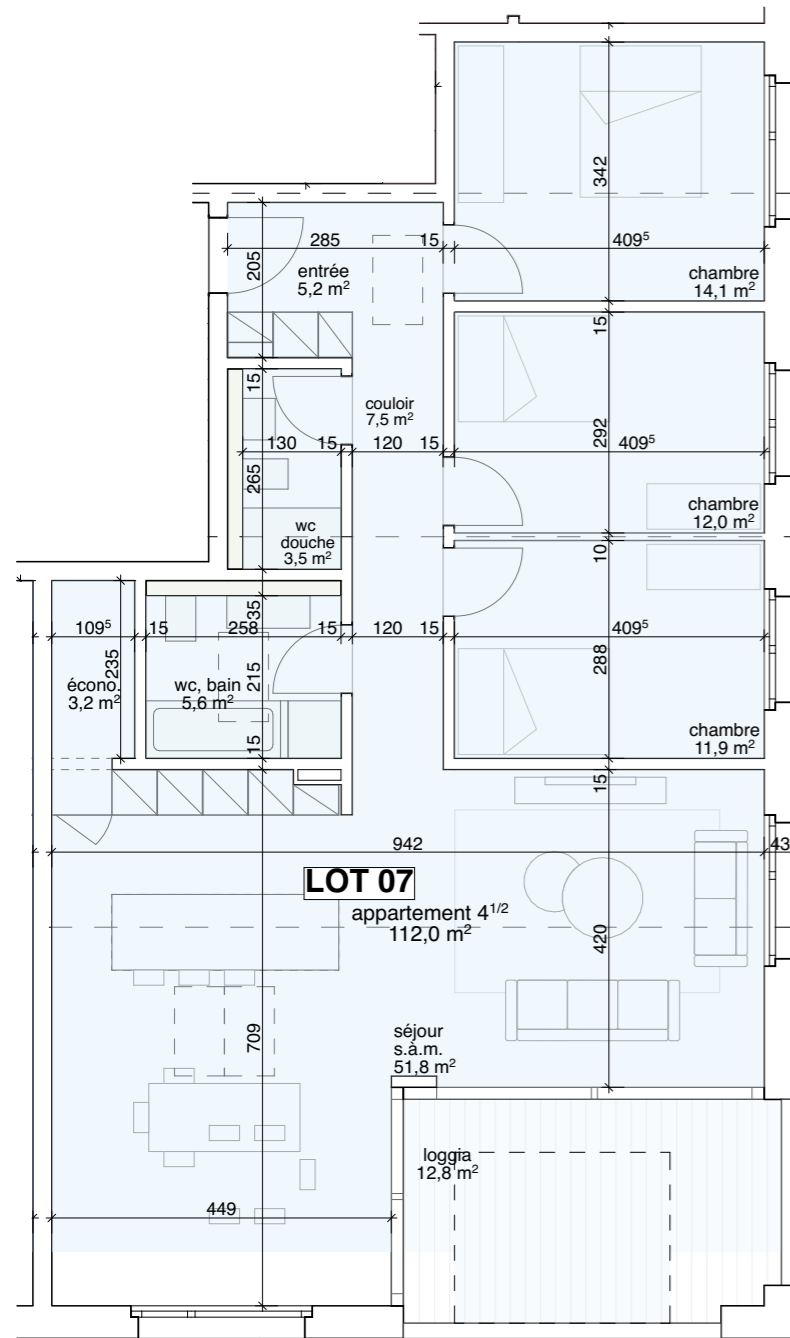 342
285
15
409⁵
205
entrée
5,2 m²
chambre
14,1 m²
15
15
couloir
7,5 m²
292
130
15
120
15
409⁵
265
wc
douche
3,5 m²
chambre
12,0 m²
10
35
109⁵
15
258
15
120
15
409⁵
235
215
288
écono.
3,2 m²
wc, bain
5,6 m²
chambre
11,9 m²
15
15
942
43
LOT 07
appartement 4¹/²
112,0 m²
420
709
séjour
s.à.m.
51,8 m²
loggia
12,8 m²
449